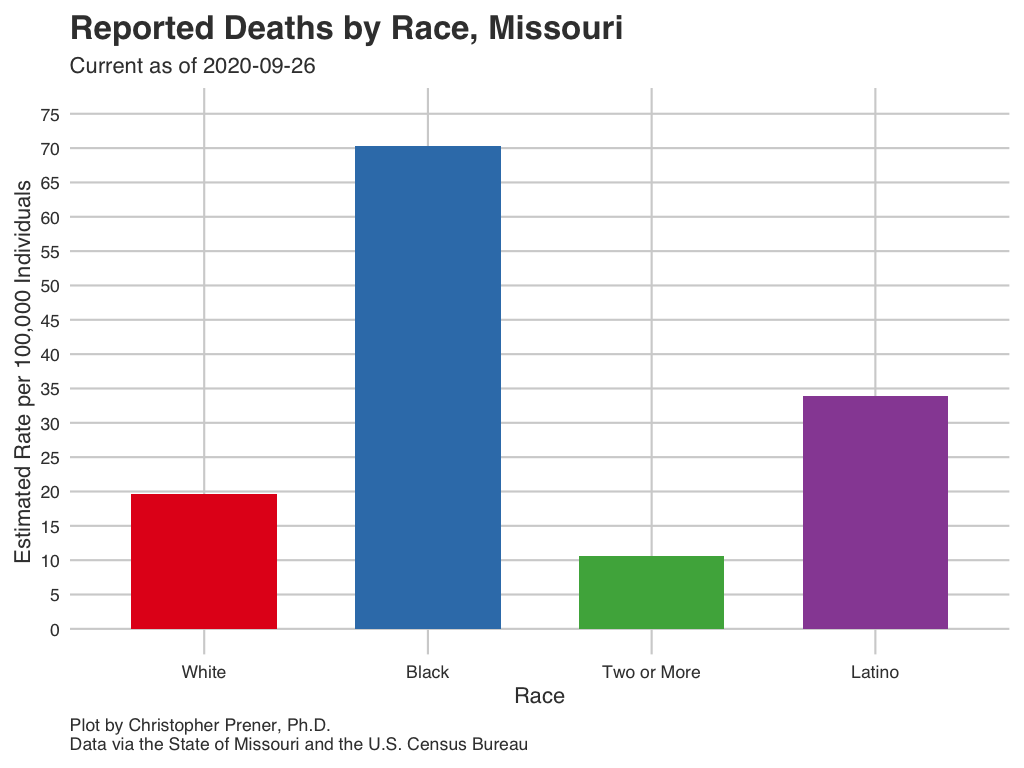 Reported Deaths by Race, Missouri
Current as of 2020-09-26
Estimated Rate per 100,000 Individuals
75
70
65
60
55
50
45
40
35
30
25
20
15
10
5
0
White Black Two or More Latino
Race
Plot by Christopher Prener, Ph.D.
Data via the State of Missouri and the U.S. Census Bureau